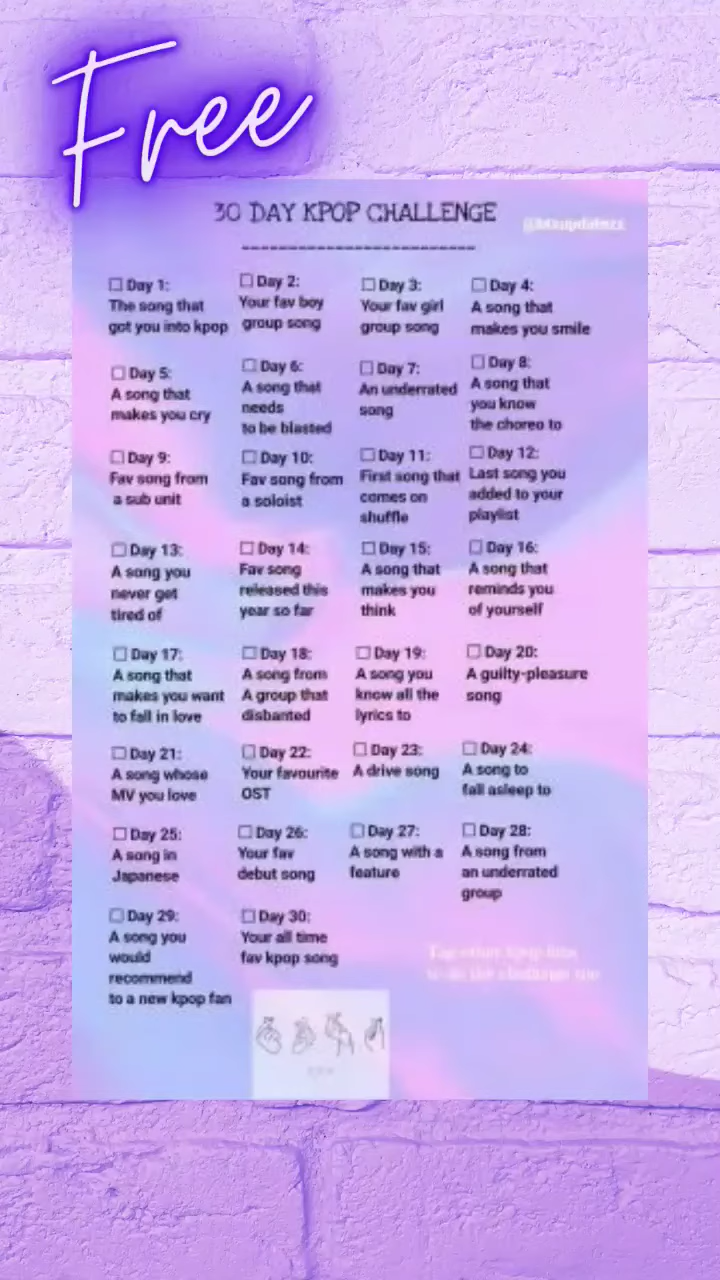 Free
30 DAY KPOP CHALLENGE
-------------------------
☐ Day 1:
The song that
got you into kpop
☐ Day 2:
Your fav boy
group song
☐ Day 3:
Your fav girl
group song
☐ Day 4:
A song that
makes you smile
☐ Day 5:
A song that
makes you cry
☐ Day 6:
A song that
needs
to be blasted
☐ Day 7:
An underrated
song
☐ Day 8:
A song that
you know
the choreo to
☐ Day 9:
Fav song from
a sub unit
☐ Day 10:
Fav song from
a soloist
☐ Day 11:
First song that
comes on
shuffle
☐ Day 12:
Last song you
added to your
playlist
☐ Day 13:
A song you
never get
tired of
☐ Day 14:
Fav song
released this
year so far
☐ Day 15:
A song that
makes you
think
☐ Day 16:
A song that
reminds you
of yourself
☐ Day 17:
A song that
makes you want
to fall in love
☐ Day 18:
A song from
A group that
disbanted
☐ Day 19:
A song you
know all the
lyrics to
☐ Day 20:
A guilty-pleasure
song
☐ Day 21:
A song whose
MV you love
☐ Day 22:
Your favourite
OST
☐ Day 23:
A drive song
☐ Day 24:
A song to
fall asleep to
☐ Day 25:
A song in
Japanese
☐ Day 26:
Your fav
debut song
☐ Day 27:
A song with a
feature
☐ Day 28:
A song from
an underrated
group
☐ Day 29:
A song you
would
recommend
to a new kpop fan
☐ Day 30:
Your all time
fav kpop song